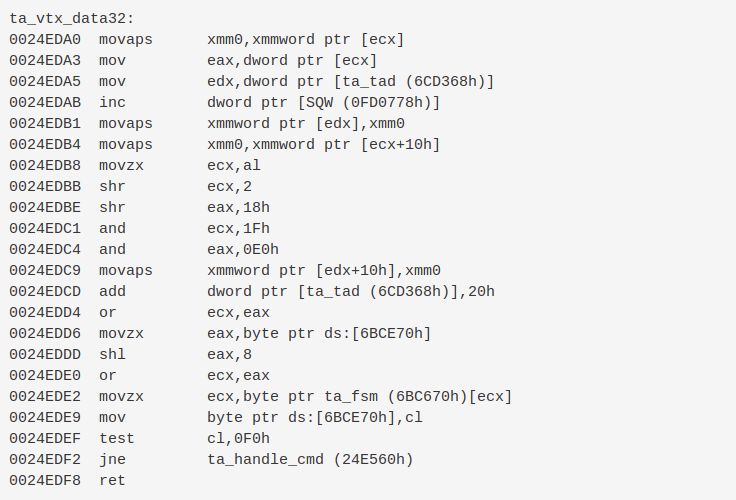 ta_vtx_data32:
0024EDA0  movaps      xmm0,xmmword ptr [ecx]
0024EDA3  mov         eax,dword ptr [ecx]
0024EDA5  mov         edx,dword ptr [ta_tad (6CD368h)]
0024EDAB  inc         dword ptr [SQW (0FD0778h)]
0024EDB1  movaps      xmmword ptr [edx],xmm0
0024EDB4  movaps      xmm0,xmmword ptr [ecx+10h]
0024EDB8  movzx       ecx,al
0024EDBB  shr         ecx,2
0024EDBE  shr         eax,18h
0024EDC1  and         ecx,1Fh
0024EDC4  and         eax,0E0h
0024EDC9  movaps      xmmword ptr [edx+10h],xmm0
0024EDCD  add         dword ptr [ta_tad (6CD368h)],20h
0024EDD4  or          ecx,eax
0024EDD6  movzx       eax,byte ptr ds:[6BCE70h]
0024EDDD  shl         eax,8
0024EDE0  or          ecx,eax
0024EDE2  movzx       ecx,byte ptr ta_fsm (6BC670h)[ecx]
0024EDE9  mov         byte ptr ds:[6BCE70h],cl
0024EDEF  test        cl,0F0h
0024EDF2  jne         ta_handle_cmd (24E560h)
0024EDF8  ret